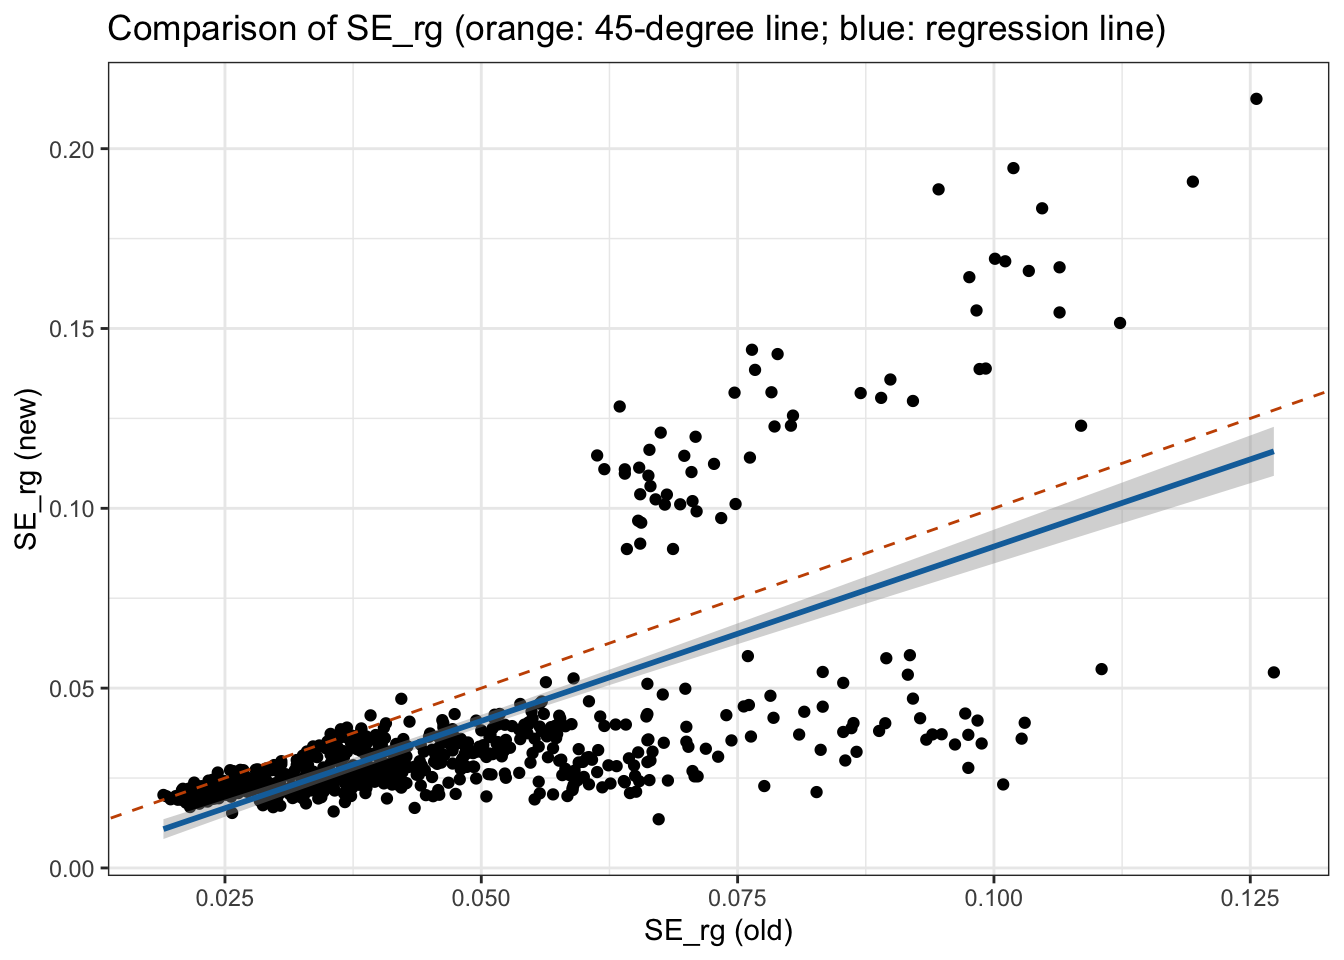 Comparison of SE_rg (orange: 45-degree line; blue: regression line)
0.20
0.15
0.10
0.05
0.00
SE_rg (new)
0.025 0.050 0.075 0.100 0.125
SE_rg (old)